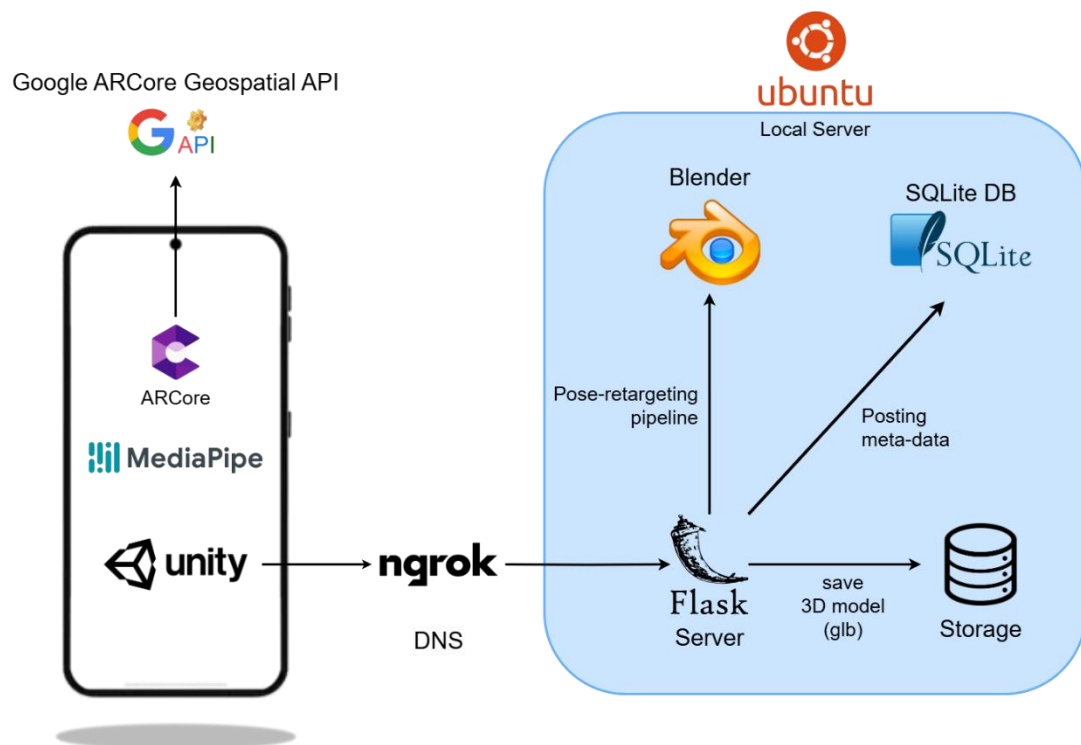 Google ARCore Geospatial API
G API
ARCore
MediaPipe
unity
ngrok
DNS
ubuntu
Local Server
Blender
SQLite DB
SQLite
Pose-retargeting
pipeline
Posting
meta-data
Flask
Server
save
3D model
(glb)
Storage